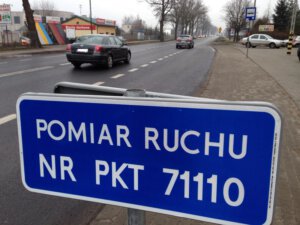 POMIAR RUCHU
NR PKT 71110